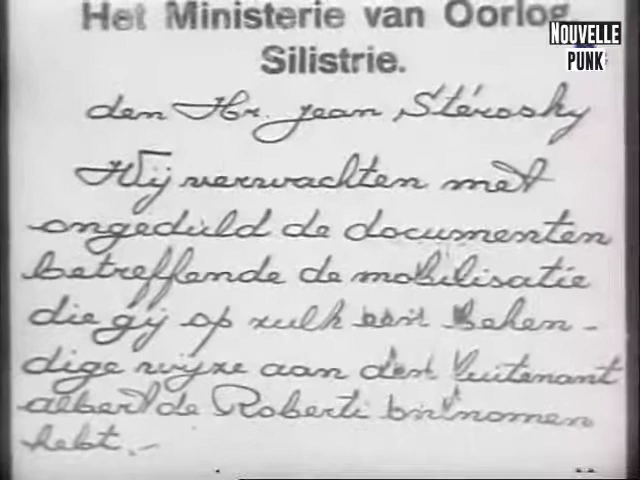 Het Ministerie van Oorlog.
Silistrie.
NOUVELLE
PUNK
den Hr. Jean Stérosky
Wij verwachten met
ongeduld de documenten
betreffende de mobilisatie
die gij op zulk een behen-
dige wijze aan den luitenant
albert de Roberti ontnomen
hebt.-